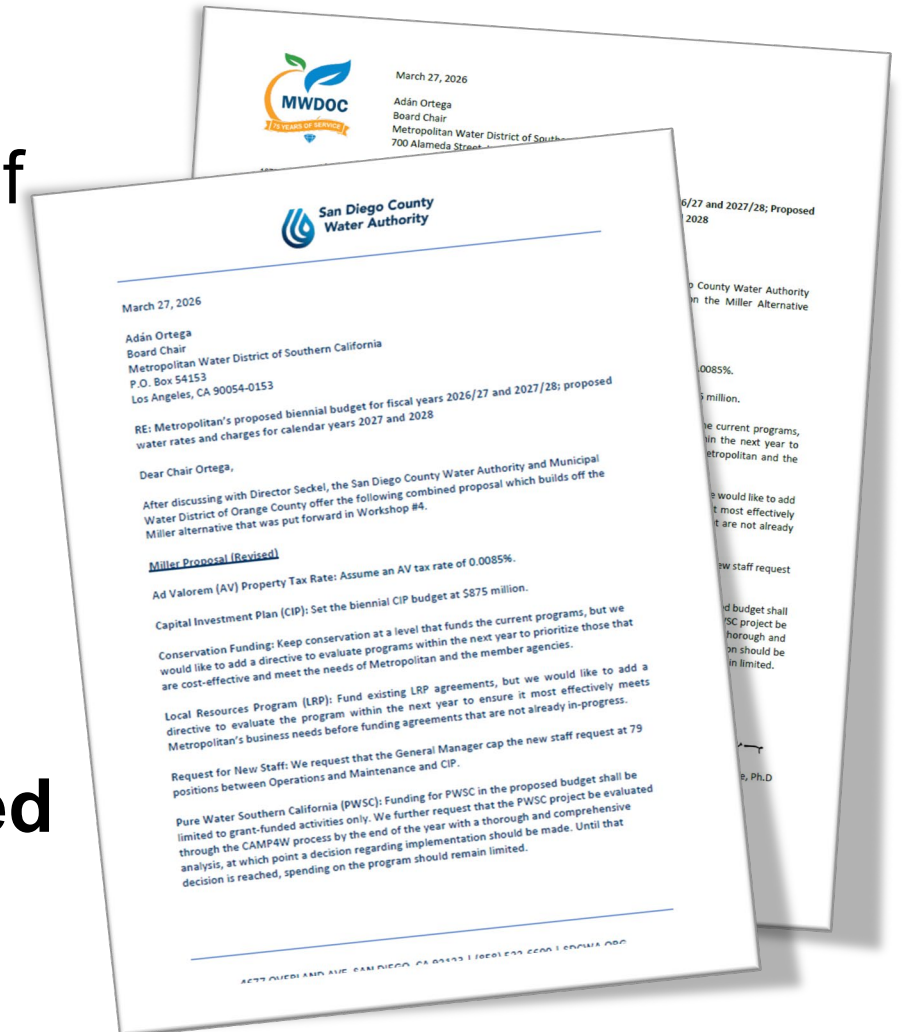 f
ed
MWDOC
75 YEARS OF SERVICE
March 27, 2026
Adán Ortega
Board Chair
Metropolitan Water District of
700 Alameda Street
6/27 and 2027/28; Proposed
2028
County Water Authority
on the Miller Alternative
.0085%.
million.
current programs,
in the next year to
etropolitan and the
e would like to add
t most effectively
t are not already
ew staff request
d budget shall
SC project be
horough and
on should be
in limited.
e, Ph.D
San Diego County
Water Authority
March 27, 2026
Adán Ortega
Board Chair
Metropolitan Water District of Southern California
P.O. Box 54153
Los Angeles, CA 90054-0153
RE: Metropolitan's proposed biennial budget for fiscal years 2026/27 and 2027/28; proposed
water rates and charges for calendar years 2027 and 2028
Dear Chair Ortega,
After discussing with Director Seckel, the San Diego County Water Authority and Municipal
Water District of Orange County offer the following combined proposal which builds off the
Miller alternative that was put forward in Workshop #4.
Miller Proposal (Revised)
Ad Valorem (AV) Property Tax Rate: Assume an AV tax rate of 0.0085%.
Capital Investment Plan (CIP): Set the biennial CIP budget at $875 million.
Conservation Funding: Keep conservation at a level that funds the current programs, but we
would like to add a directive to evaluate programs within the next year to prioritize those that
are cost-effective and meet the needs of Metropolitan and the member agencies.
Local Resources Program (LRP): Fund existing LRP agreements, but we would like to add a
directive to evaluate the program within the next year to ensure it most effectively meets
Metropolitan's business needs before funding agreements that are not already in-progress.
Request for New Staff: We request that the General Manager cap the new staff request at 79
positions between Operations and Maintenance and CIP.
Pure Water Southern California (PWSC): Funding for PWSC in the proposed budget shall be
limited to grant-funded activities only. We further request that the PWSC project be evaluated
through the CAMP4W process by the end of the year with a thorough and comprehensive
analysis, at which point a decision regarding implementation should be made. Until that
decision is reached, spending on the program should remain limited.
4677 OVERLAND AVE, SAN DIEGO, CA 92123 | (858) 522-6600 | SDCWA.ORG